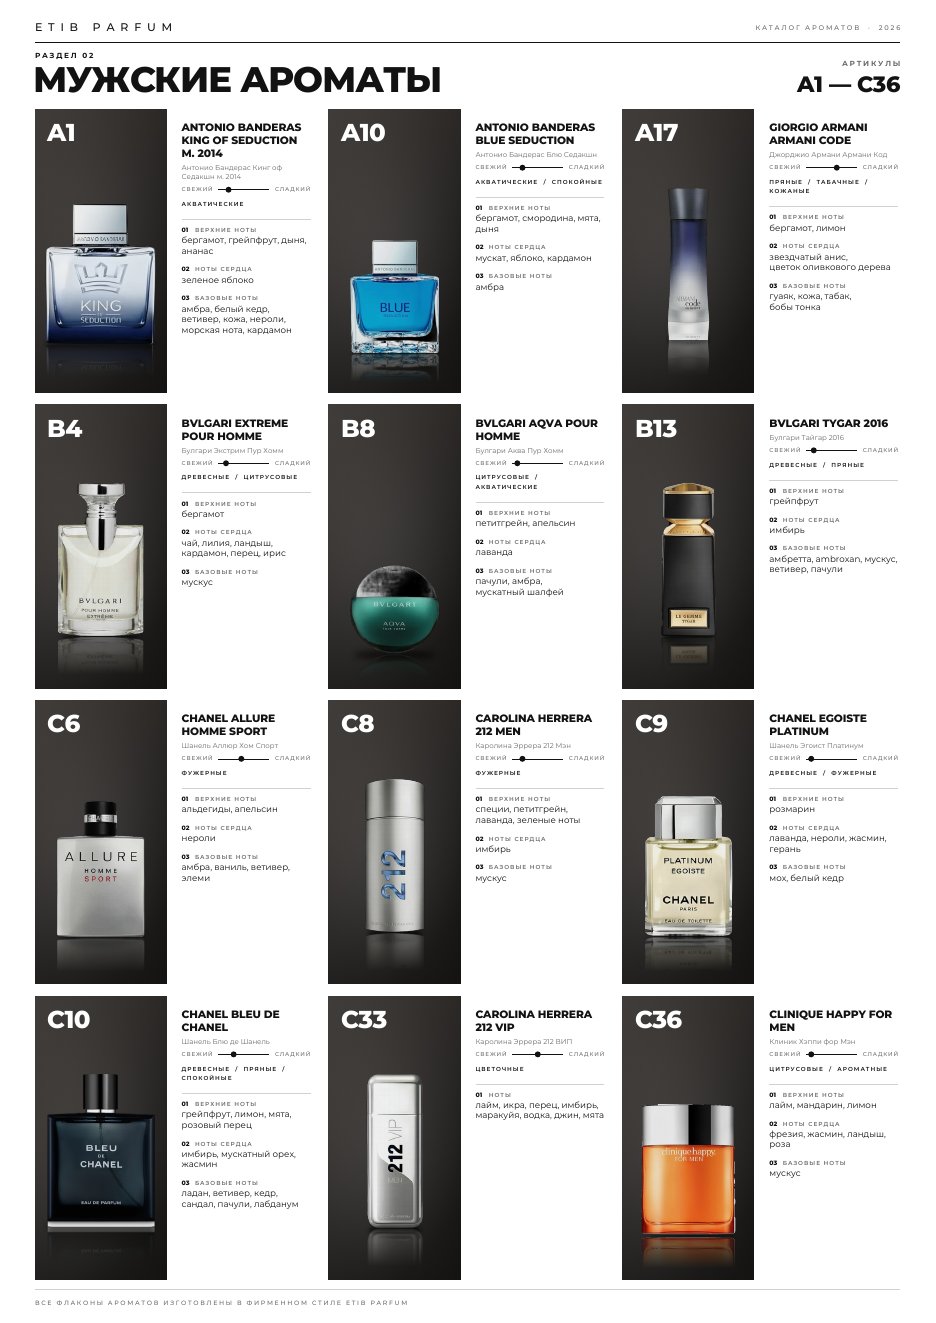 ETIB PARFUM
КАТАЛОГ АРОМАТОВ · 2026
РАЗДЕЛ 02
МУЖСКИЕ АРОМАТЫ
АРТИКУЛЫ
A1 — C36
A1
KING
OF
SEDUCTION
ANTONIO BANDERAS
KING OF SEDUCTION
M. 2014
Антонио Бандерас Кинг оф
Седакшн м. 2014
СВЕЖИЙ СЛАДКИЙ
АКВАТИЧЕСКИЕ
01 ВЕРХНИЕ НОТЫ
бергамот, грейпфрут, дыня,
ананас
02 НОТЫ СЕРДЦА
зеленое яблоко
03 БАЗОВЫЕ НОТЫ
амбра, белый кедр,
ветивер, кожа, нероли,
морская нота, кардамон
A10
BLUE
SEDUCTION
ANTONIO BANDERAS
BLUE SEDUCTION
Антонио Бандерас Блю Седакшн
СВЕЖИЙ СЛАДКИЙ
АКВАТИЧЕСКИЕ / СПОКОЙНЫЕ
01 ВЕРХНИЕ НОТЫ
бергамот, смородина, мята,
дыня
02 НОТЫ СЕРДЦА
мускат, яблоко, кардамон
03 БАЗОВЫЕ НОТЫ
амбра
A17
ARMANI
code
GIORGIO ARMANI
ARMANI CODE
Джорджио Армани Армани Код
СВЕЖИЙ СЛАДКИЙ
ПРЯНЫЕ / ТАБАЧНЫЕ /
КОЖАНЫЕ
01 ВЕРХНИЕ НОТЫ
бергамот, лимон
02 НОТЫ СЕРДЦА
звездчатый анис,
цветок оливкового дерева
03 БАЗОВЫЕ НОТЫ
гуаяк, кожа, табак,
бобы тонка
B4
BVLGARI
POUR HOMME
EXTRÊME
BVLGARI EXTREME
POUR HOMME
Булгари Экстрим Пур Хомм
СВЕЖИЙ СЛАДКИЙ
ДРЕВЕСНЫЕ / ЦИТРУСОВЫЕ
01 ВЕРХНИЕ НОТЫ
бергамот
02 НОТЫ СЕРДЦА
чай, лилия, ландыш,
кардамон, перец, ирис
03 БАЗОВЫЕ НОТЫ
мускус
B8
BVLGARI
AQVA
POUR HOMME
BVLGARI AQVA POUR
HOMME
Булгари Аква Пур Хомм
СВЕЖИЙ СЛАДКИЙ
ЦИТРУСОВЫЕ /
АКВАТИЧЕСКИЕ
01 ВЕРХНИЕ НОТЫ
петитгрейн, апельсин
02 НОТЫ СЕРДЦА
лаванда
03 БАЗОВЫЕ НОТЫ
пачули, амбра,
мускатный шалфей
B13
LE GEMME
TYGAR
BVLGARI TYGAR 2016
Булгари Тайгар 2016
СВЕЖИЙ СЛАДКИЙ
ДРЕВЕСНЫЕ / ПРЯНЫЕ
01 ВЕРХНИЕ НОТЫ
грейпфрут
02 НОТЫ СЕРДЦА
имбирь
03 БАЗОВЫЕ НОТЫ
амбретта, ambroxan, мускус,
ветивер, пачули
C6
ALLURE
HOMME
SPORT
CHANEL ALLURE
HOMME SPORT
Шанель Аллюр Хом Спорт
СВЕЖИЙ СЛАДКИЙ
ФУЖЕРНЫЕ
01 ВЕРХНИЕ НОТЫ
альдегиды, апельсин
02 НОТЫ СЕРДЦА
нероли
03 БАЗОВЫЕ НОТЫ
амбра, ваниль, ветивер,
элеми
C8
212
CAROLINA HERRERA
212 MEN
Каролина Эррера 212 Мэн
СВЕЖИЙ СЛАДКИЙ
ФУЖЕРНЫЕ
01 ВЕРХНИЕ НОТЫ
специи, петитгрейн,
лаванда, зеленые ноты
02 НОТЫ СЕРДЦА
имбирь
03 БАЗОВЫЕ НОТЫ
мускус
C9
PLATINUM
ÉGOÏSTE
CHANEL
PARIS
EAU DE TOILETTE
CHANEL EGOISTE
PLATINUM
Шанель Эгоист Платинум
СВЕЖИЙ СЛАДКИЙ
ДРЕВЕСНЫЕ / ФУЖЕРНЫЕ
01 ВЕРХНИЕ НОТЫ
розмарин
02 НОТЫ СЕРДЦА
лаванда, нероли, жасмин,
герань
03 БАЗОВЫЕ НОТЫ
мох, белый кедр
C10
BLEU
DE
CHANEL
EAU DE PARFUM
CHANEL BLEU DE
CHANEL
Шанель Блю де Шанель
СВЕЖИЙ СЛАДКИЙ
ДРЕВЕСНЫЕ / ПРЯНЫЕ /
СПОКОЙНЫЕ
01 ВЕРХНИЕ НОТЫ
грейпфрут, лимон, мята,
розовый перец
02 НОТЫ СЕРДЦА
имбирь, мускатный орех,
жасмин
03 БАЗОВЫЕ НОТЫ
ладан, ветивер, кедр,
сандал, пачули, лабданум
C33
212 VIP
MEN
CAROLINA HERRERA
212 VIP
Каролина Эррера 212 ВИП
СВЕЖИЙ СЛАДКИЙ
ЦВЕТОЧНЫЕ
01 НОТЫ
лайм, икра, перец, имбирь,
маракуйя, водка, джин, мята
C36
clinique happy.
FOR MEN
CLINIQUE HAPPY FOR
MEN
Клиник Хэппи фор Мэн
СВЕЖИЙ СЛАДКИЙ
ЦИТРУСОВЫЕ / АРОМАТНЫЕ
01 ВЕРХНИЕ НОТЫ
лайм, мандарин, лимон
02 НОТЫ СЕРДЦА
фрезия, жасмин, ландыш,
роза
03 БАЗОВЫЕ НОТЫ
мускус
ВСЕ ФЛАКОНЫ АРОМАТОВ ИЗГОТОВЛЕНЫ В ФИРМЕННОМ СТИЛЕ ETIB PARFUM